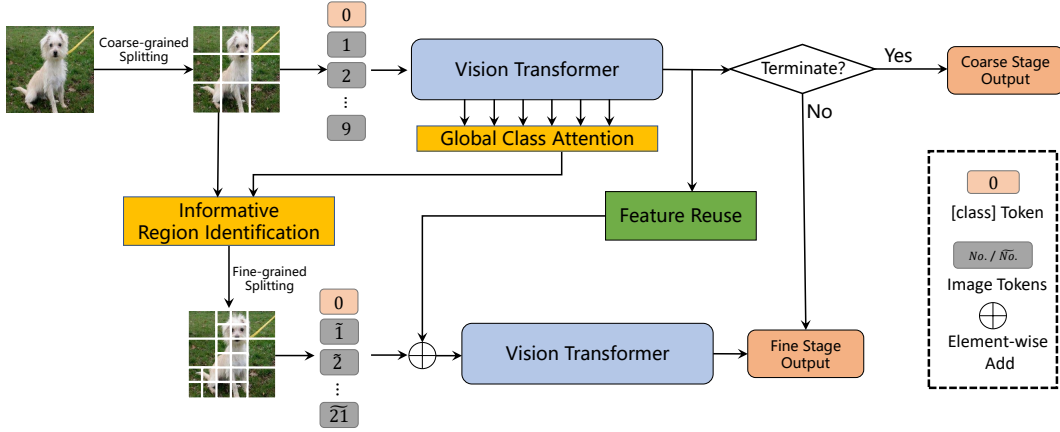 Coarse-grained
Splitting
0
1
2
⋮
9
Vision Transformer
Global Class Attention
Terminate?
Yes
No
Coarse Stage
Output
Informative
Region Identification
Feature Reuse
Fine-grained
Splitting
0
1̃
2̃
⋮
2͠1
Vision Transformer
Fine Stage
Output
0
[class] Token
No. / N͠o.
Image Tokens
Element-wise
Add